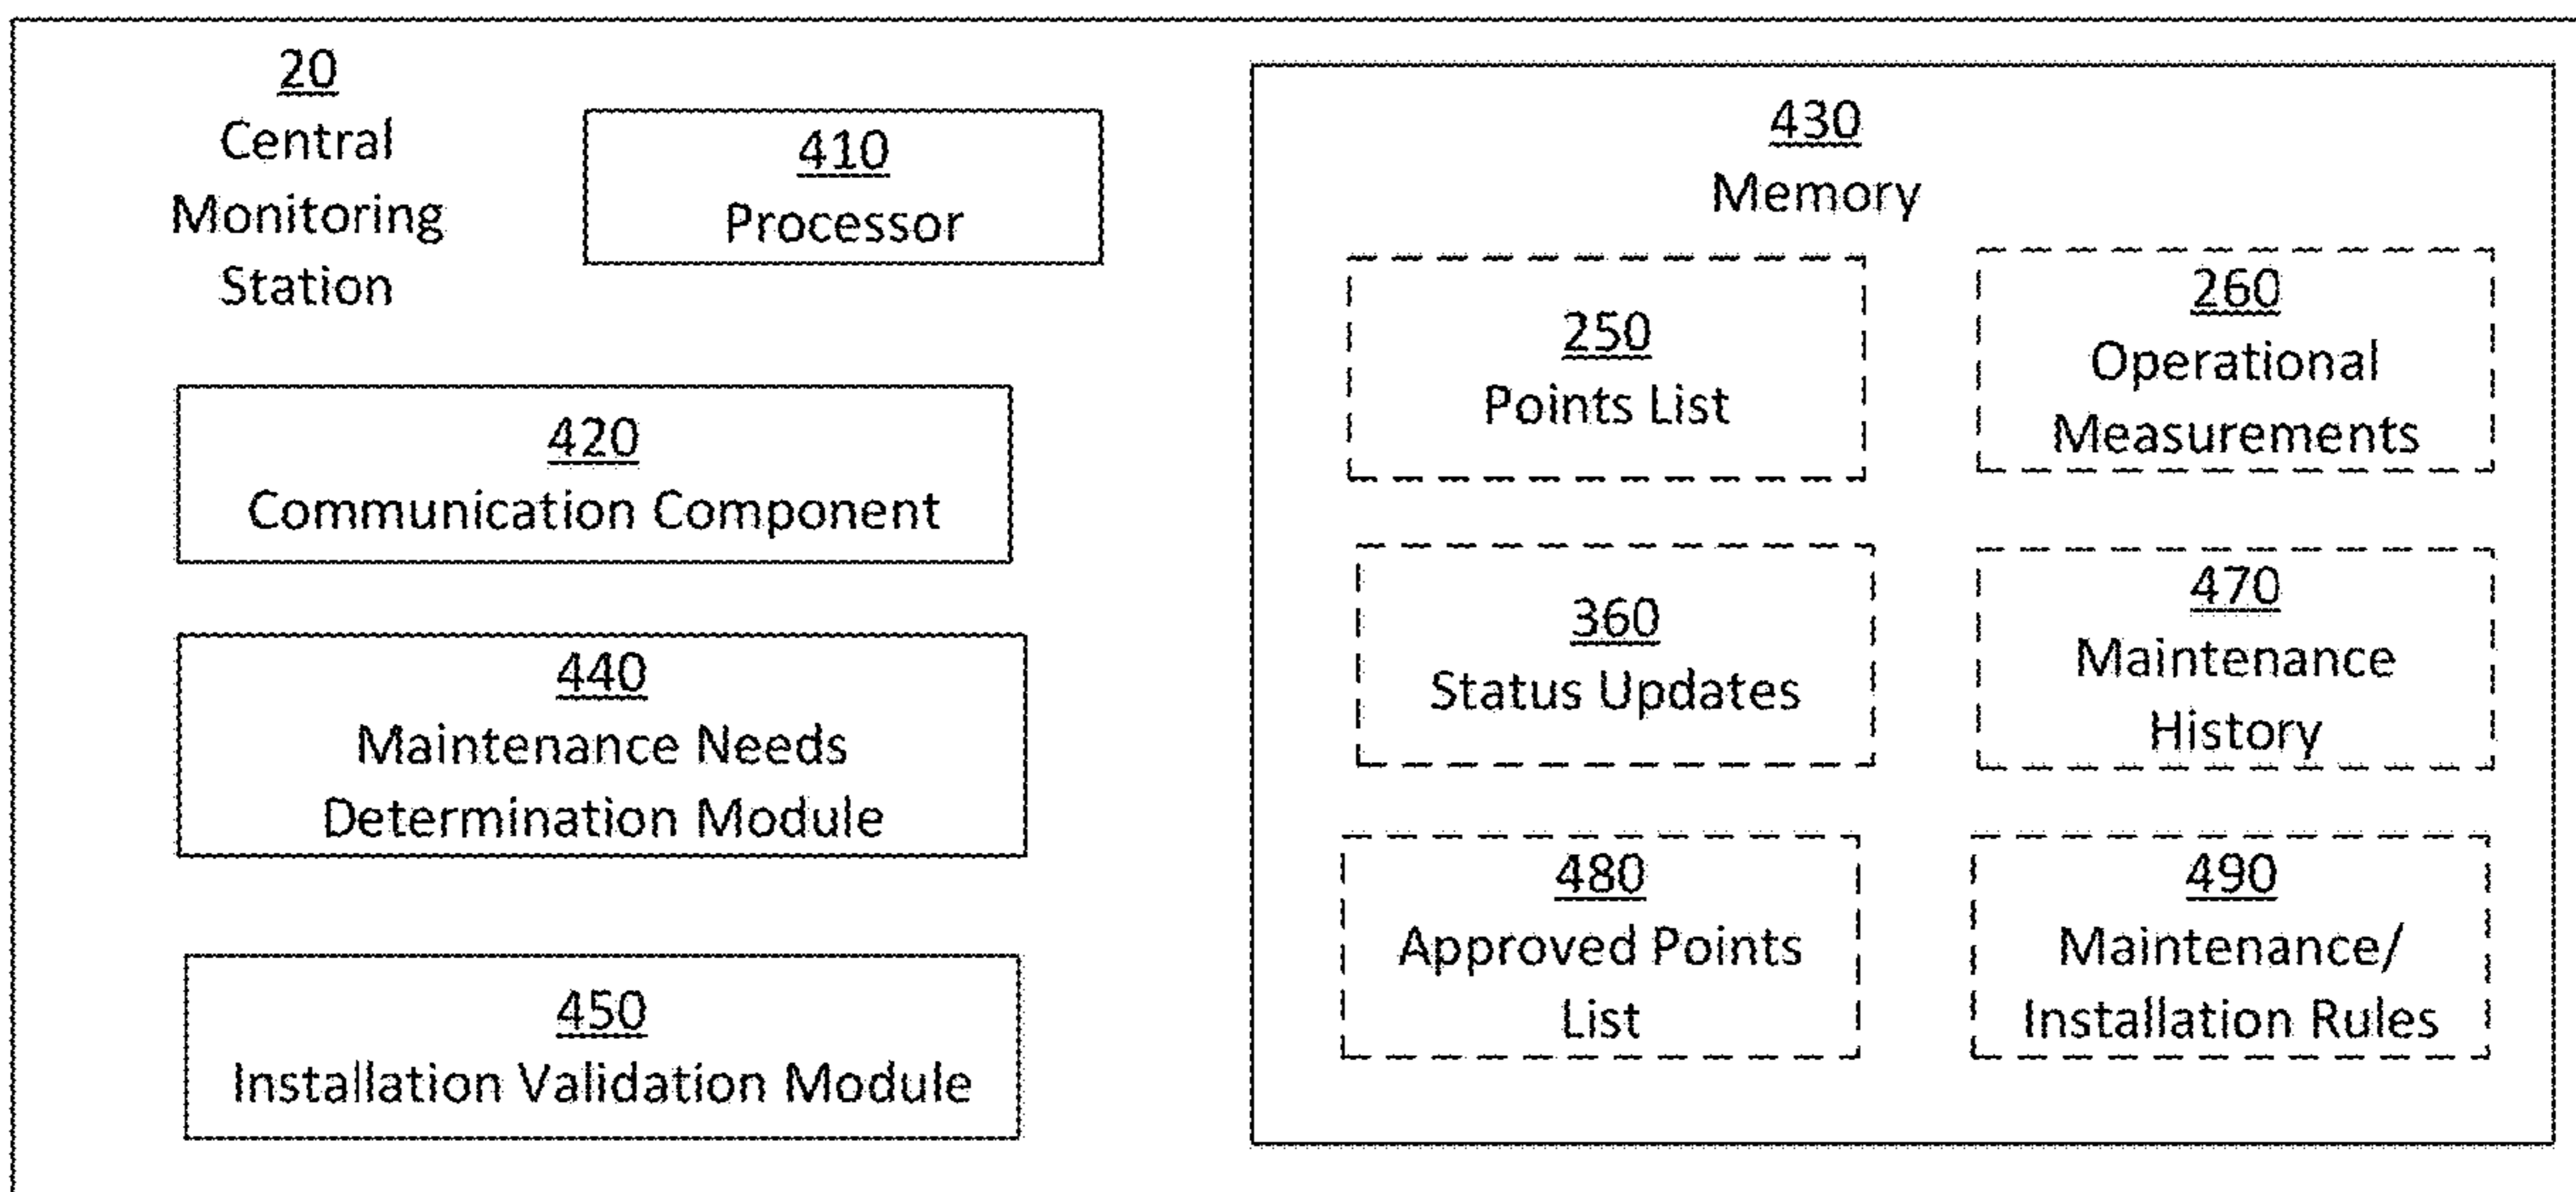 20
Central
Monitoring
Station
410
Processor
420
Communication Component
440
Maintenance Needs
Determination Module
450
Installation Validation Module
430
Memory
250
Points List
260
Operational
Measurements
360
Status Updates
470
Maintenance
History
480
Approved Points
List
490
Maintenance/
Installation Rules